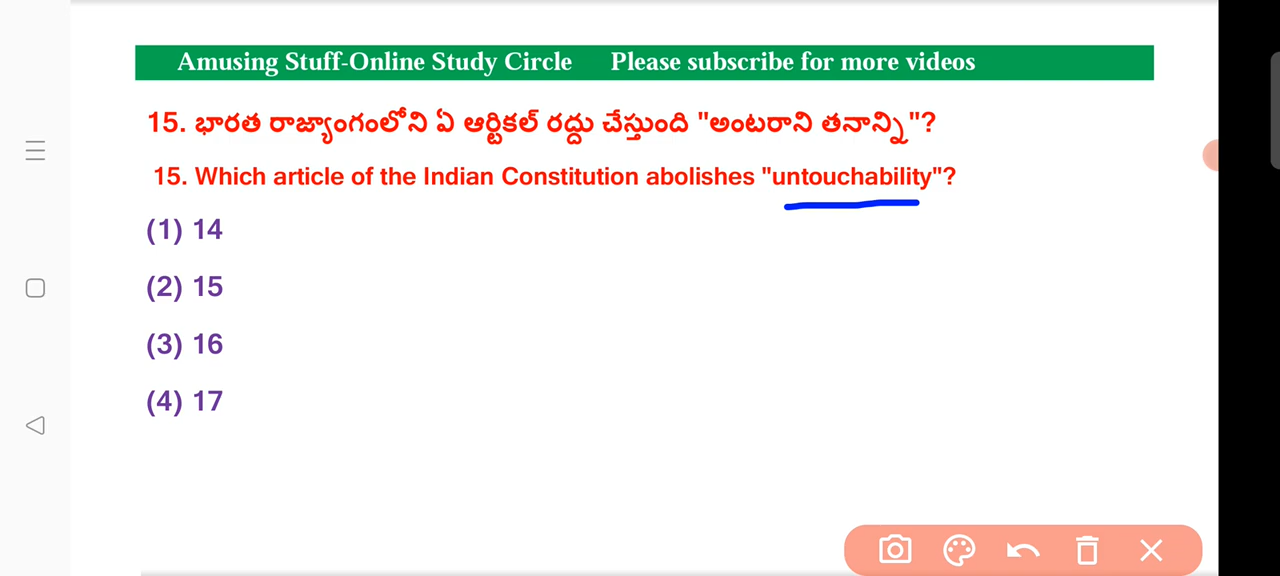 Amusing Stuff-Online Study Circle Please subscribe for more videos
15. భారత రాజ్యాంగంలోని ఏ ఆర్టికల్ రద్దు చేస్తుంది "అంటరాని తనాన్ని"?
15. Which article of the Indian Constitution abolishes "untouchability"?
(1) 14
(2) 15
(3) 16
(4) 17